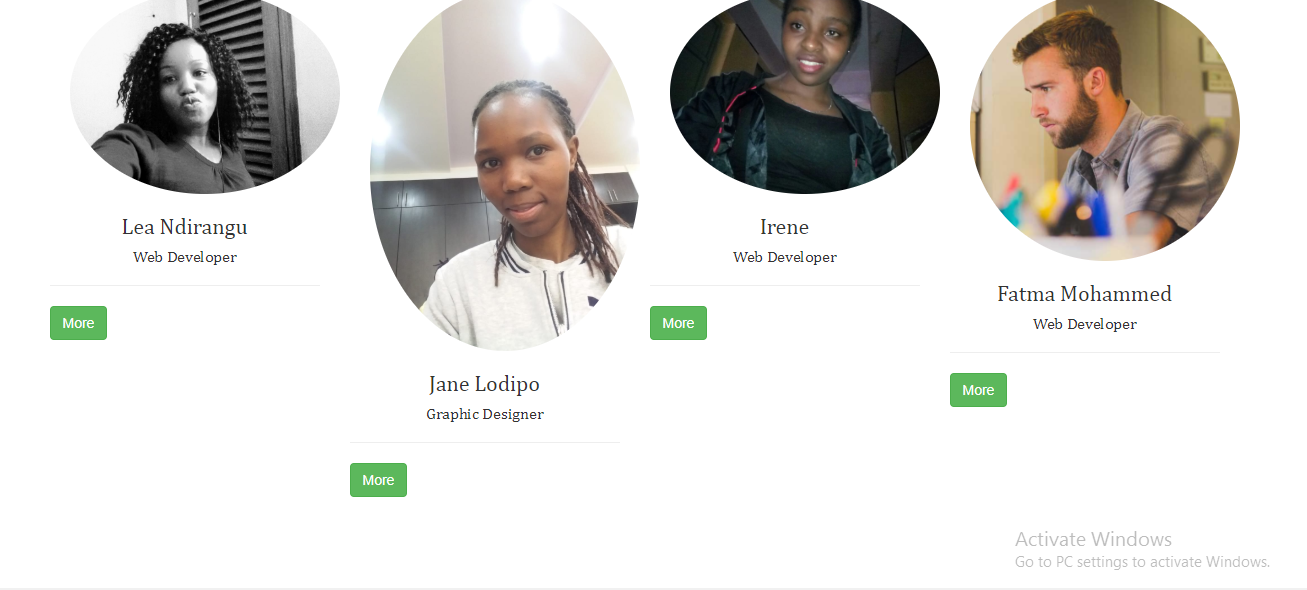 Lea Ndirangu
Web Developer
More
Jane Lodipo
Graphic Designer
More
Irene
Web Developer
More
Fatma Mohammed
Web Developer
More
Activate Windows
Go to PC settings to activate Windows.